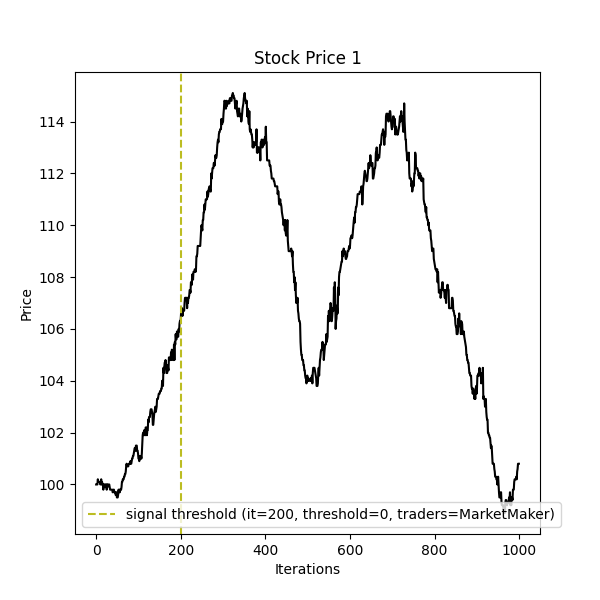 Stock Price 1
Price
114
112
110
108
106
104
102
100
signal threshold (it=200, threshold=0, traders=MarketMaker)
0 200 400 600 800 1000
Iterations